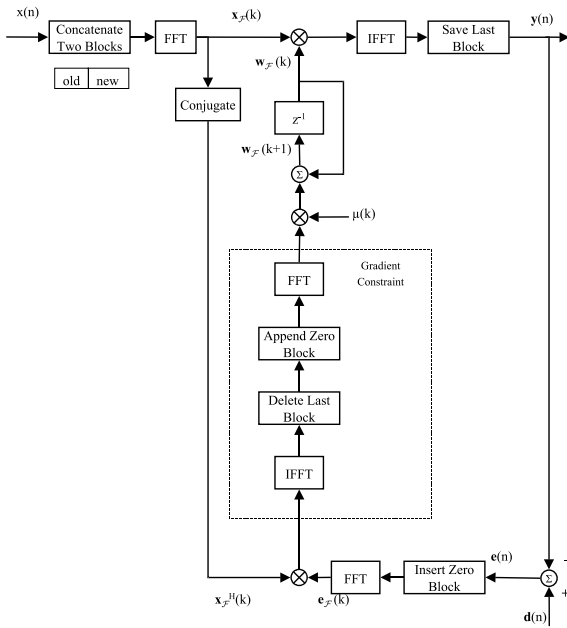 x(n)
Concatenate
Two Blocks
FFT
x𝓕(k)
IFFT
Save Last
Block
y(n)
w𝓕(k)
old new
Conjugate
z-1
w𝓕(k+1)
Σ
μ(k)
Gradient
Constraint
FFT
Append Zero
Block
Delete Last
Block
IFFT
e(n)
-
Insert Zero
Block
FFT
Σ
+
x𝓕H(k)
e𝓕(k)
d(n)